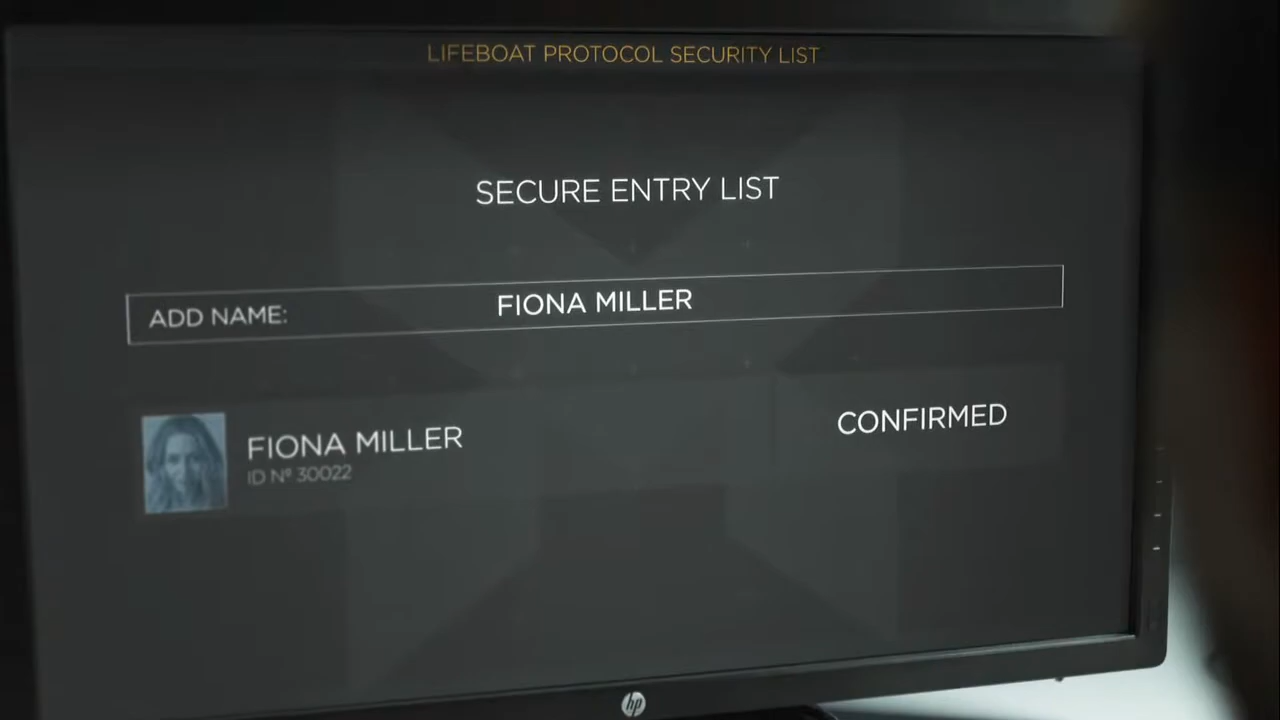 LIFEBOAT PROTOCOL SECURITY LIST
SECURE ENTRY LIST
ADD NAME: FIONA MILLER
FIONA MILLER
ID Nº 30022
CONFIRMED
hp